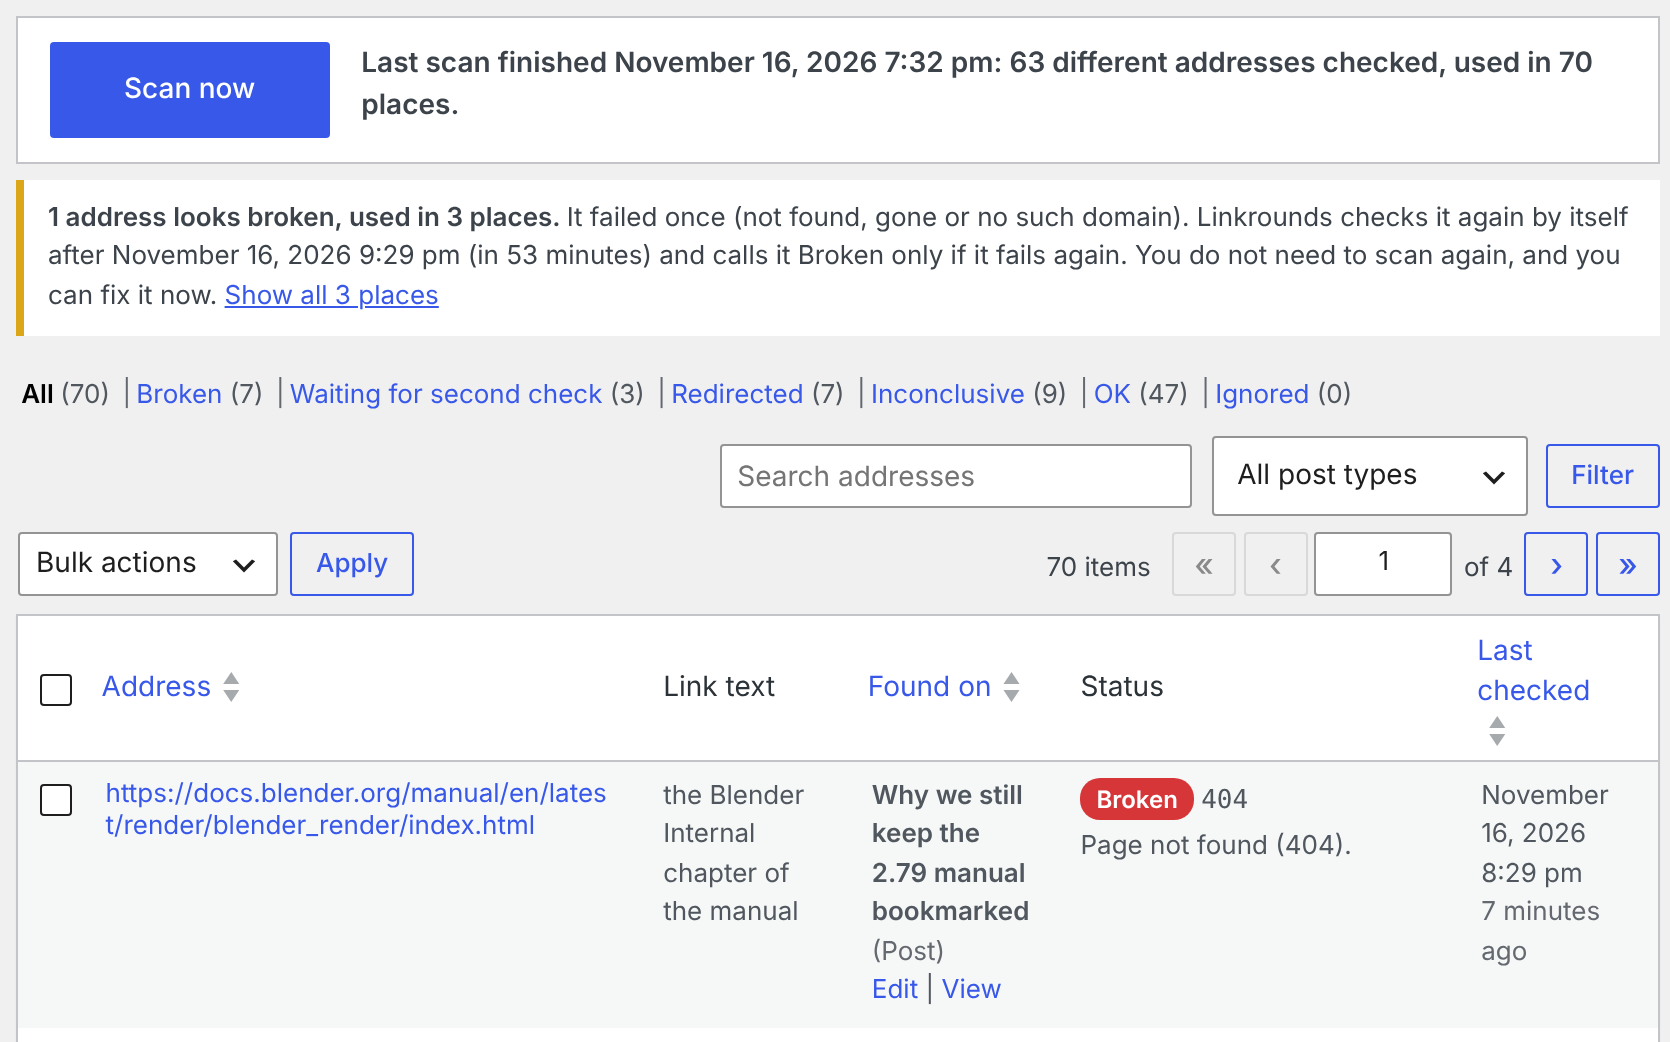 Scan now
Last scan finished November 16, 2026 7:32 pm: 63 different addresses checked, used in 70
places.
1 address looks broken, used in 3 places. It failed once (not found, gone or no such domain). Linkrounds checks it again by itself
after November 16, 2026 9:29 pm (in 53 minutes) and calls it Broken only if it fails again. You do not need to scan again, and you
can fix it now. Show all 3 places
All (70) | Broken (7) | Waiting for second check (3) | Redirected (7) | Inconclusive (9) | OK (47) | Ignored (0)
Search addresses
All post types
Filter
Bulk actions
Apply
70 items
«
‹
1
of 4
›
»
Address
Link text
Found on
Status
Last
checked
https://docs.blender.org/manual/en/lates
t/render/blender_render/index.html
the Blender
Internal
chapter of
the manual
Why we still
keep the
2.79 manual
bookmarked
(Post)
Edit | View
Broken 404
Page not found (404).
November
16, 2026
8:29 pm
7 minutes
ago